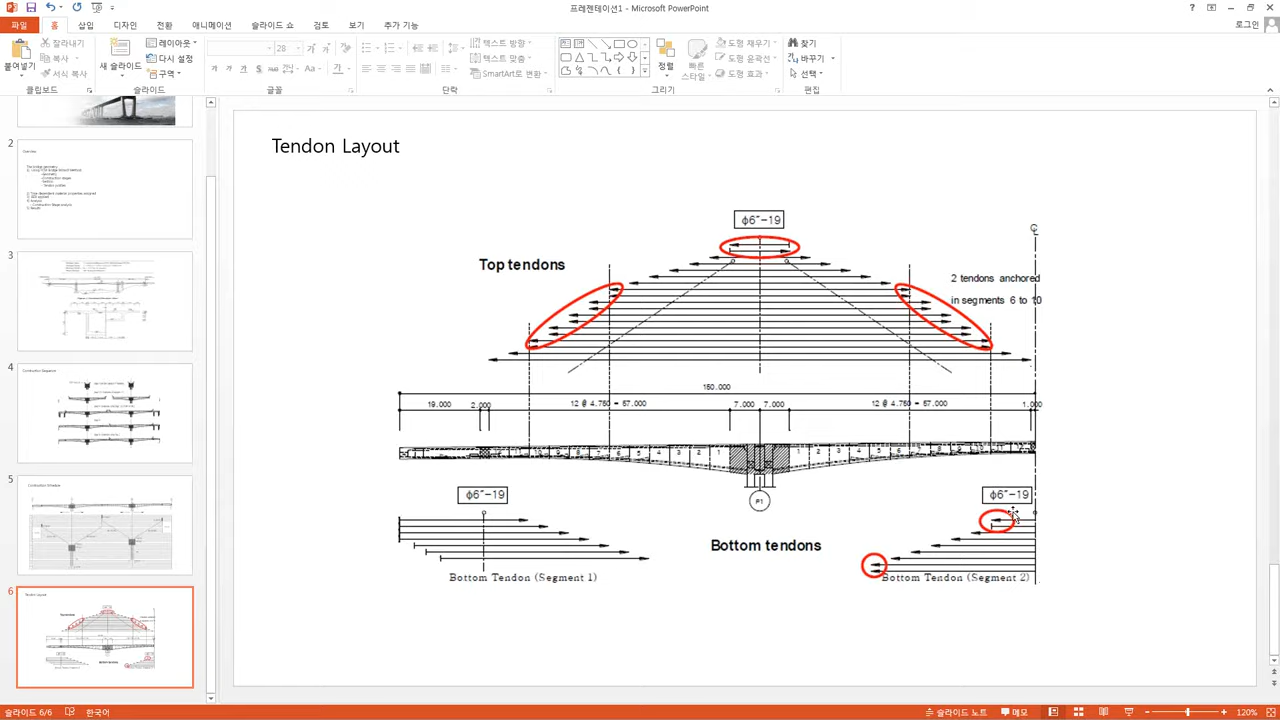 프레젠테이션1 - Microsoft PowerPoint
파일 홈 삽입 디자인 전환 애니메이션 슬라이드 쇼 검토 보기 추가 기능
로그인
붙여넣기
잘라내기
복사
서식 복사
클립보드
새 슬라이드
레이아웃
다시 설정
구역
슬라이드
28
가 가 가 S
Aa
글꼴
텍스트 방향
텍스트 맞춤
SmartArt로 변환
단락
정렬
빠른 스타일
도형 채우기
도형 윤곽선
도형 효과
그리기
찾기
바꾸기
선택
편집
2
3
4
5
6
Tendon Layout
ϕ6"-19
Top tendons
2 tendons anchored
in segments 6 to 10
150.000
19.000 2.000 12 @ 4.750 = 57.000 7.000 7.000 12 @ 4.750 = 57.000 1.000
P1
ϕ6"-19
ϕ6"-19
Bottom tendons
Bottom Tendon (Segment 1)
Bottom Tendon (Segment 2)
슬라이드 6/6
한국어
슬라이드 노트
메모
120%